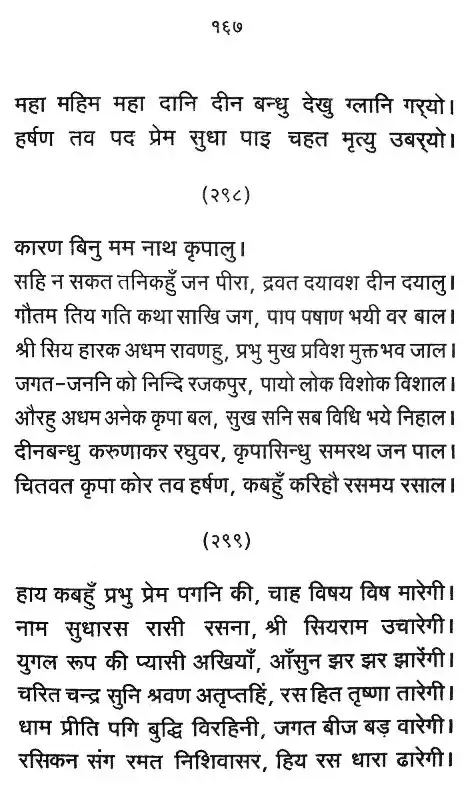 १६७
महा महिम महा दानि दीन बन्धु देखु ग्लानि गर्‌यो।
हर्षण तव पद प्रेम सुधा पाइ चहत मृत्यु उबर्‌यो।
(२९८)
कारण बिनु मम नाथ कृपालु।
सहि न सकत तनिकहुँ जन पीरा, द्रवत दयावश दीन दयालु।
गौतम तिय गति कथा साखि जग, पाप पषाण भयी वर बाल।
श्री सिय हारक अधम रावणहु, प्रभु मुख प्रविश मुक्त भव जाल।
जगत-जननि को निन्दि रजकपुर, पायो लोक विशोक विशाल।
औरहु अधम अनेक कृपा बल, सुख सनि सब विधि भये निहाल।
दीनबन्धु करुणाकर रघुवर, कृपासिन्धु समरथ जन पाल।
चितवत कृपा कोर तव हर्षण, कबहुँ करिहौ रसमय रसाल।
(२९९)
हाय कबहुँ प्रभु प्रेम पगनि की, चाह विषय विष मारेगी।
नाम सुधारस रासी रसना, श्री सियराम उचारेगी।
युगल रूप की प्यासी अखियाँ, आँसुन झर झर झारेंगी।
चरित चन्द्र सुनि श्रवण अतृप्तहिं, रस हित तृष्णा तारेगी।
धाम प्रीति पगि बुद्धि विरहिनी, जगत बीज बड़ वारेगी।
रसिकन संग रमत निशिवासर, हिय रस धारा ढारेगी।